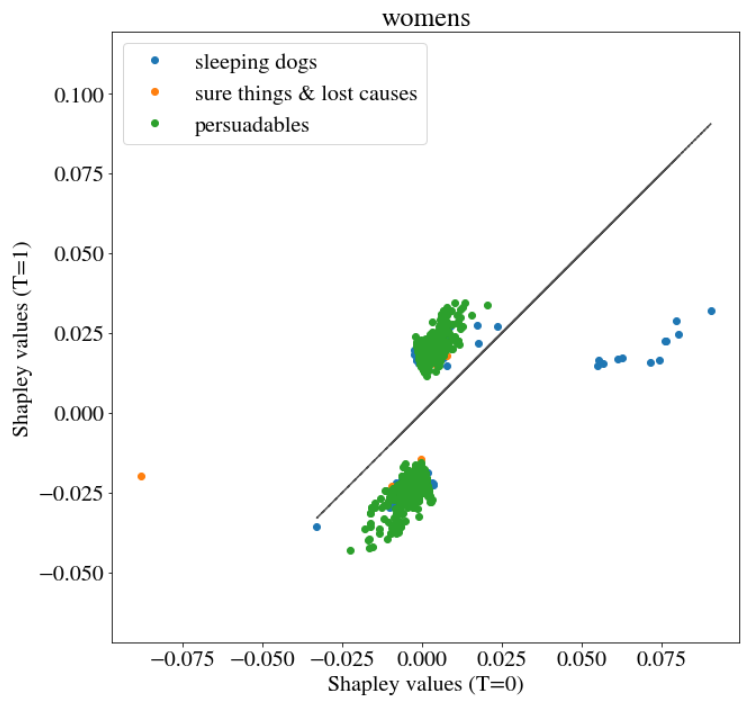 womens
sleeping dogs
sure things & lost causes
persuadables
Shapley values (T=1)
0.100
0.075
0.050
0.025
0.000
−0.025
−0.050
−0.075 −0.050 −0.025 0.000 0.025 0.050 0.075
Shapley values (T=0)